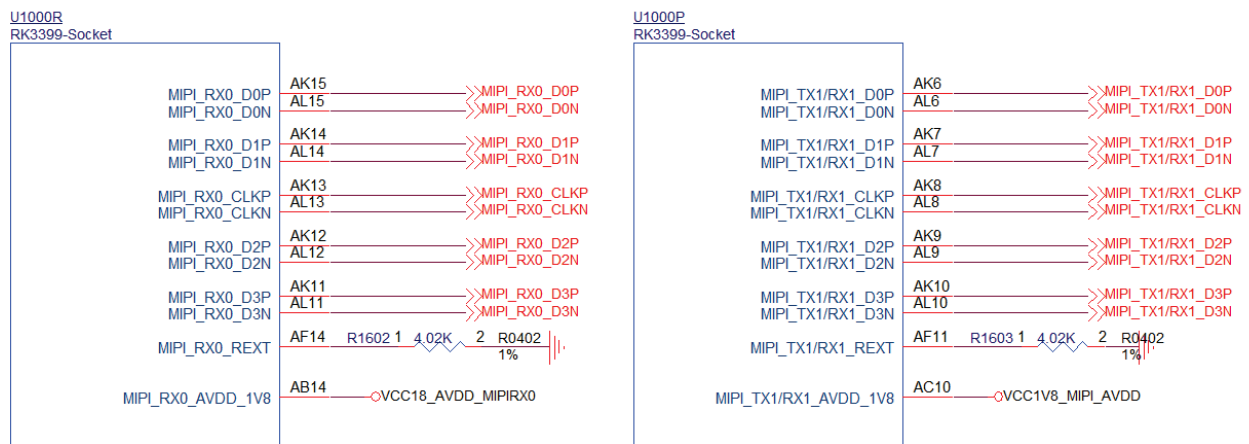 U1000R
RK3399-Socket
MIPI_RX0_D0P AK15 MIPI_RX0_D0P
MIPI_RX0_D0N AL15 MIPI_RX0_D0N
MIPI_RX0_D1P AK14 MIPI_RX0_D1P
MIPI_RX0_D1N AL14 MIPI_RX0_D1N
MIPI_RX0_CLKP AK13 MIPI_RX0_CLKP
MIPI_RX0_CLKN AL13 MIPI_RX0_CLKN
MIPI_RX0_D2P AK12 MIPI_RX0_D2P
MIPI_RX0_D2N AL12 MIPI_RX0_D2N
MIPI_RX0_D3P AK11 MIPI_RX0_D3P
MIPI_RX0_D3N AL11 MIPI_RX0_D3N
MIPI_RX0_REXT AF14 R1602 1 4.02K 2 R0402
1%
MIPI_RX0_AVDD_1V8 AB14 VCC18_AVDD_MIPIRX0
U1000P
RK3399-Socket
MIPI_TX1/RX1_D0P AK6 MIPI_TX1/RX1_D0P
MIPI_TX1/RX1_D0N AL6 MIPI_TX1/RX1_D0N
MIPI_TX1/RX1_D1P AK7 MIPI_TX1/RX1_D1P
MIPI_TX1/RX1_D1N AL7 MIPI_TX1/RX1_D1N
MIPI_TX1/RX1_CLKP AK8 MIPI_TX1/RX1_CLKP
MIPI_TX1/RX1_CLKN AL8 MIPI_TX1/RX1_CLKN
MIPI_TX1/RX1_D2P AK9 MIPI_TX1/RX1_D2P
MIPI_TX1/RX1_D2N AL9 MIPI_TX1/RX1_D2N
MIPI_TX1/RX1_D3P AK10 MIPI_TX1/RX1_D3P
MIPI_TX1/RX1_D3N AL10 MIPI_TX1/RX1_D3N
MIPI_TX1/RX1_REXT AF11 R1603 1 4.02K 2 R0402
1%
MIPI_TX1/RX1_AVDD_1V8 AC10 VCC1V8_MIPI_AVDD